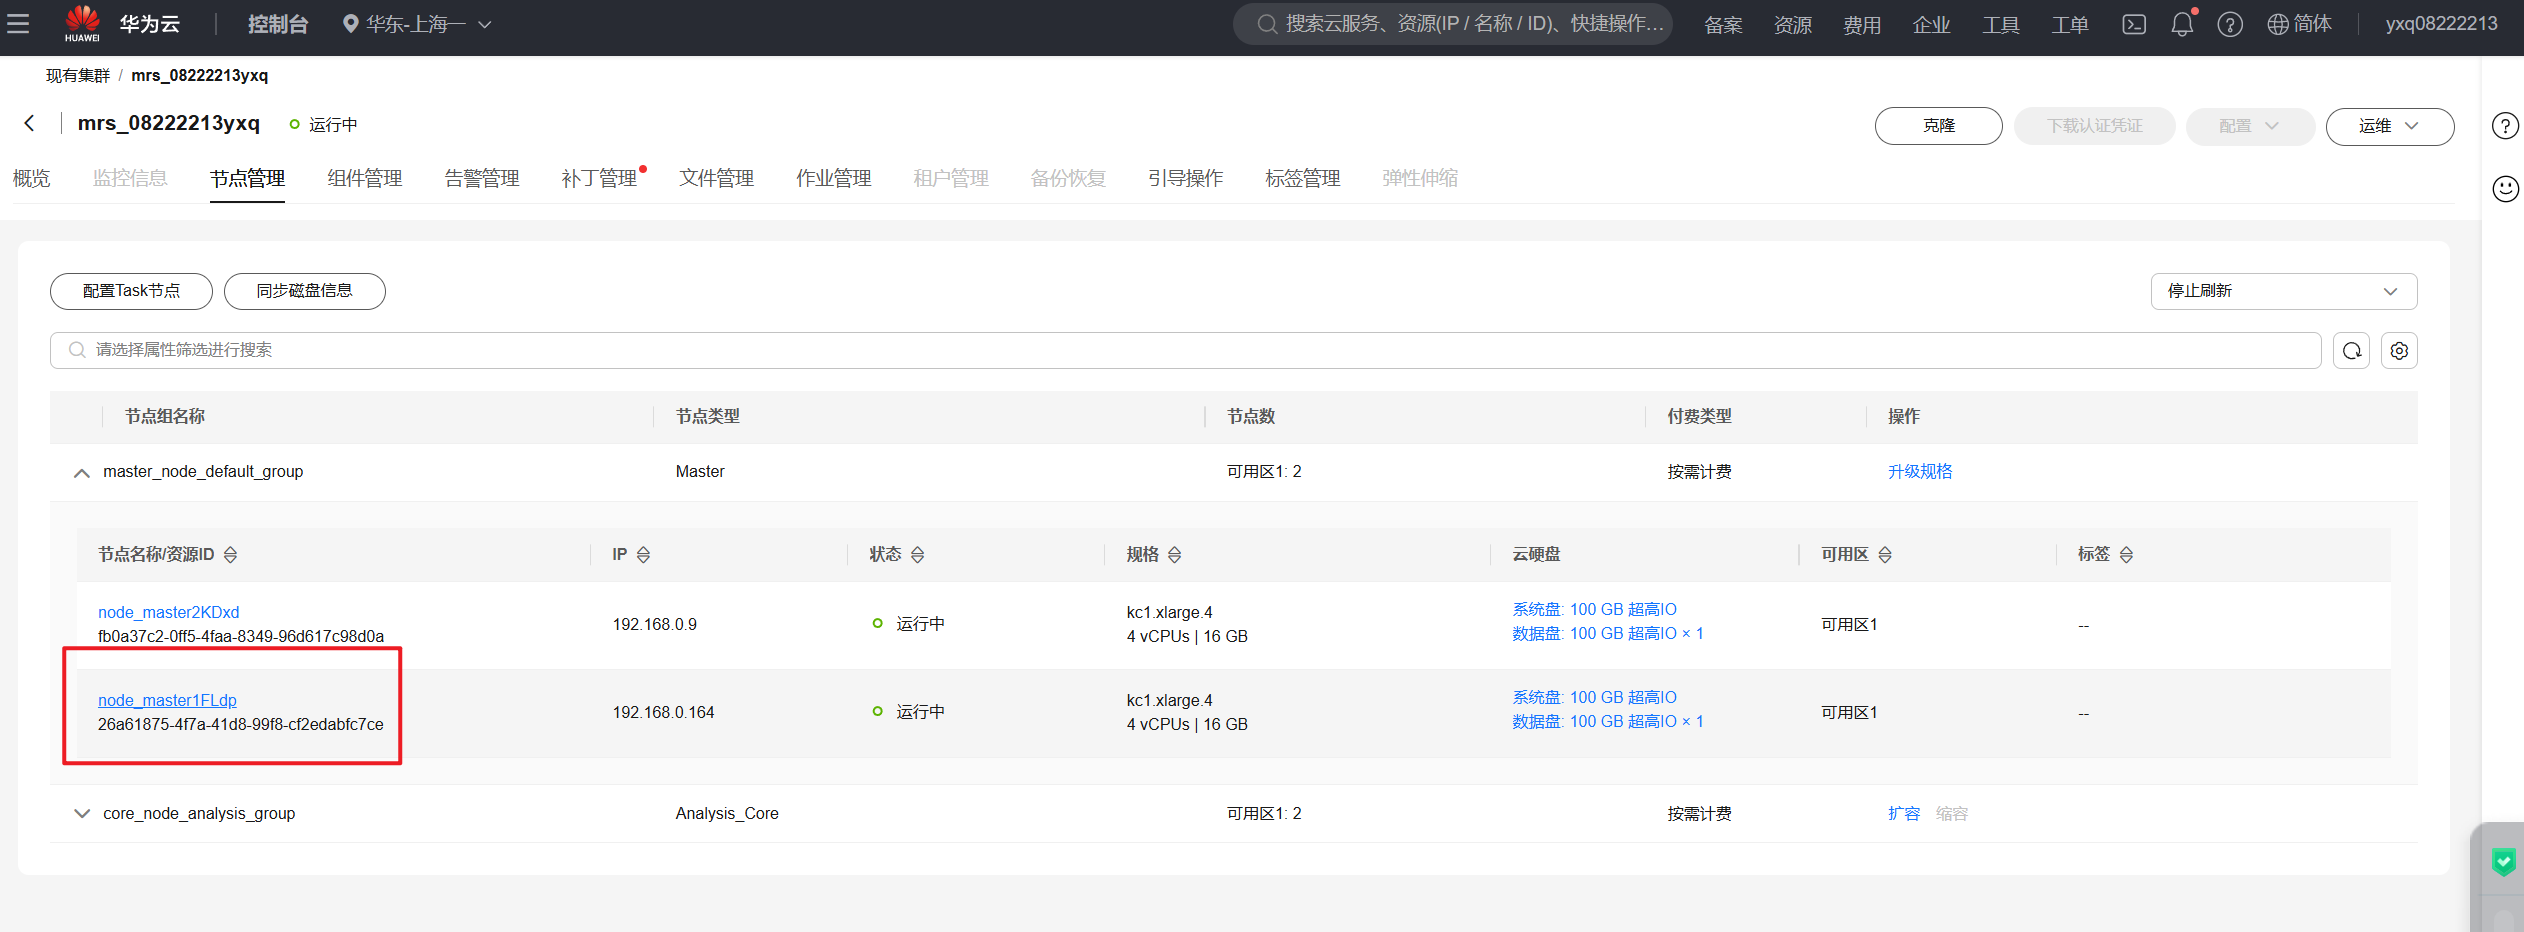 HUAWEI
华为云
控制台
华东-上海一
搜索云服务、资源(IP / 名称 / ID)、快捷操作...
备案
资源
费用
企业
工具
工单
简体
yxq08222213
现有集群 / mrs_08222213yxq
mrs_08222213yxq
运行中
克隆
下载认证凭证
配置
运维
概览
监控信息
节点管理
组件管理
告警管理
补丁管理
文件管理
作业管理
租户管理
备份恢复
引导操作
标签管理
弹性伸缩
配置Task节点
同步磁盘信息
停止刷新
请选择属性筛选进行搜索
节点组名称 节点类型 节点数 付费类型 操作
master_node_default_group Master 可用区1: 2 按需计费 升级规格
节点名称/资源ID IP 状态 规格 云硬盘 可用区 标签
node_master2KDxd
fb0a37c2-0ff5-4faa-8349-96d617c98d0a
192.168.0.9
运行中
kc1.xlarge.4
4 vCPUs | 16 GB
系统盘: 100 GB 超高IO
数据盘: 100 GB 超高IO × 1
可用区1
--
node_master1FLdp
26a61875-4f7a-41d8-99f8-cf2edabfc7ce
192.168.0.164
运行中
kc1.xlarge.4
4 vCPUs | 16 GB
系统盘: 100 GB 超高IO
数据盘: 100 GB 超高IO × 1
可用区1
--
core_node_analysis_group Analysis_Core 可用区1: 2 按需计费 扩容 缩容